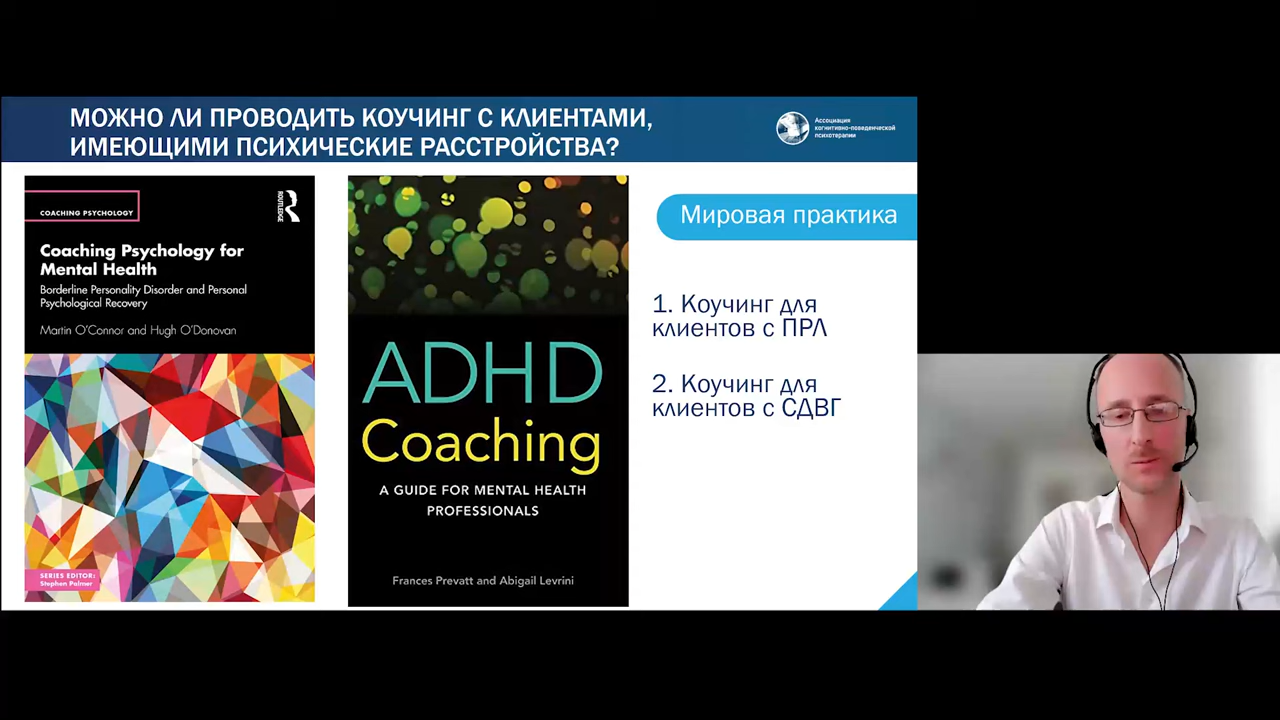 МОЖНО ЛИ ПРОВОДИТЬ КОУЧИНГ С КЛИЕНТАМИ,
ИМЕЮЩИМИ ПСИХИЧЕСКИЕ РАССТРОЙСТВА?
Ассоциация
когнитивно-поведенческой
психотерапии
COACHING PSYCHOLOGY
ROUTLEDGE
Coaching Psychology for
Mental Health
Borderline Personality Disorder and Personal
Psychological Recovery
Martin O'Connor and Hugh O'Donovan
SERIES EDITOR:
Stephen Palmer
ADHD
Coaching
A GUIDE FOR MENTAL HEALTH
PROFESSIONALS
Frances Prevatt and Abigail Levrini
Мировая практика
1. Коучинг для
клиентов с ПРЛ
2. Коучинг для
клиентов с СДВГ